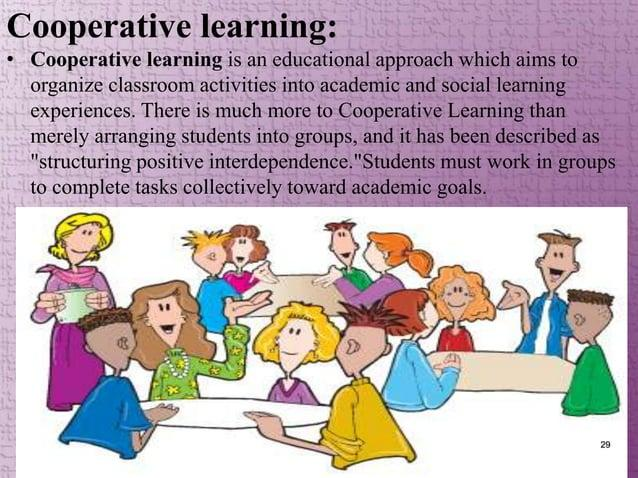 Cooperative learning:
• Cooperative learning is an educational approach which aims to
organize classroom activities into academic and social learning
experiences. There is much more to Cooperative Learning than
merely arranging students into groups, and it has been described as
"structuring positive interdependence."Students must work in groups
to complete tasks collectively toward academic goals.
29